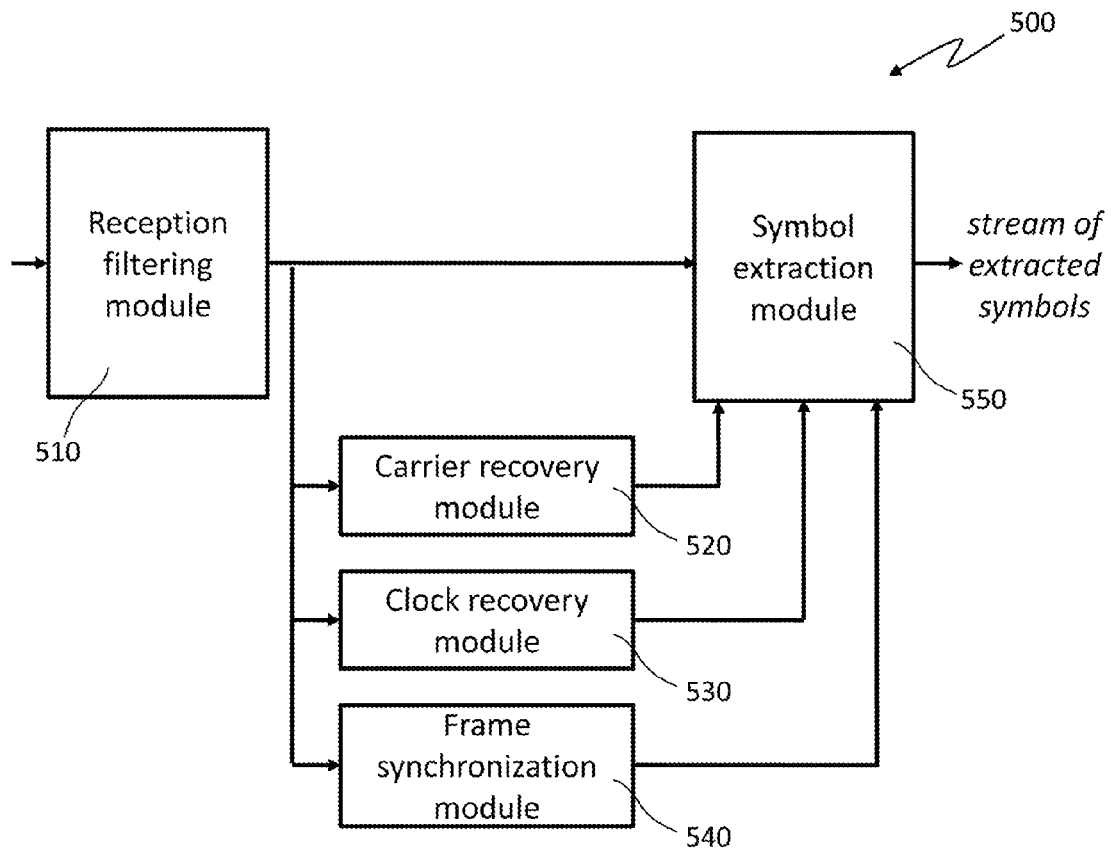 500
Reception
filtering
module
510
Symbol
extraction
module
550
stream of
extracted
symbols
Carrier recovery
module
520
Clock recovery
module
530
Frame
synchronization
module
540